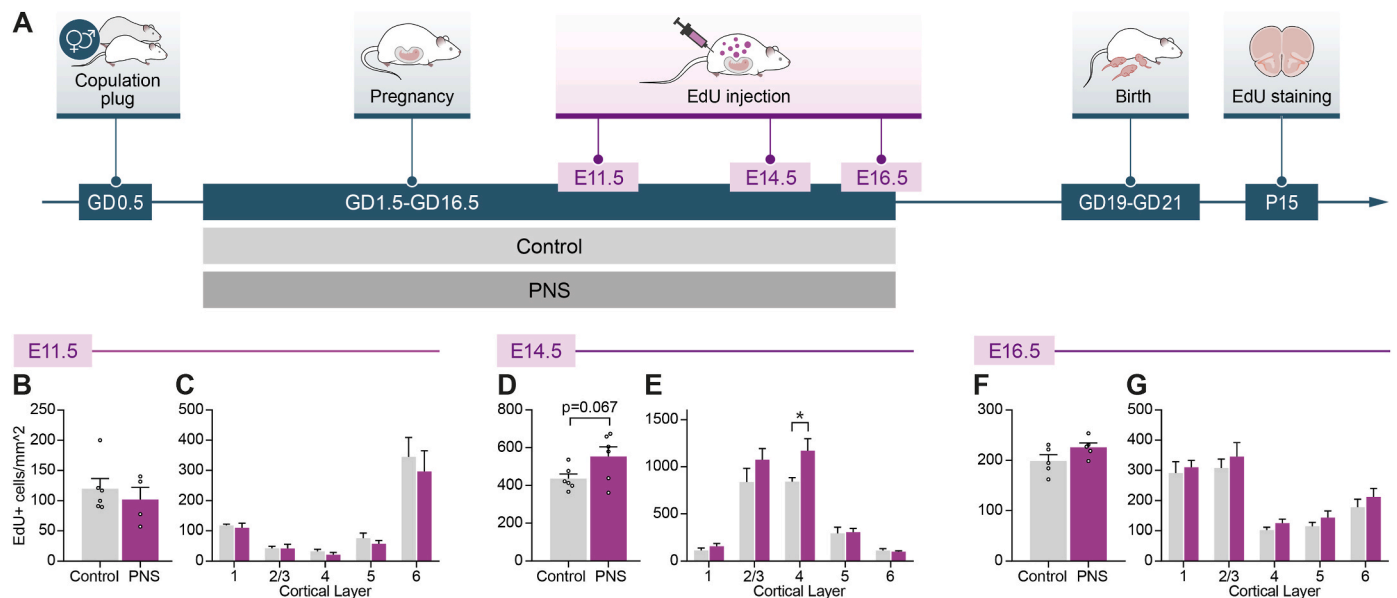 A
Copulation
plug
Pregnancy
EdU injection
Birth
EdU staining
E11.5
E14.5
E16.5
GD0.5
GD1.5-GD16.5
GD19-GD21
P15
Control
PNS
E11.5
B
EdU+ cells/mm^2
250
200
150
100
50
0
Control PNS
C
500
400
300
200
100
0
1 2/3 4 5 6
Cortical Layer
E14.5
D
800
600
400
200
0
p=0.067
Control PNS
E
1500
1000
500
0
*
1 2/3 4 5 6
Cortical Layer
E16.5
F
300
200
100
0
Control PNS
G
500
400
300
200
100
0
1 2/3 4 5 6
Cortical Layer